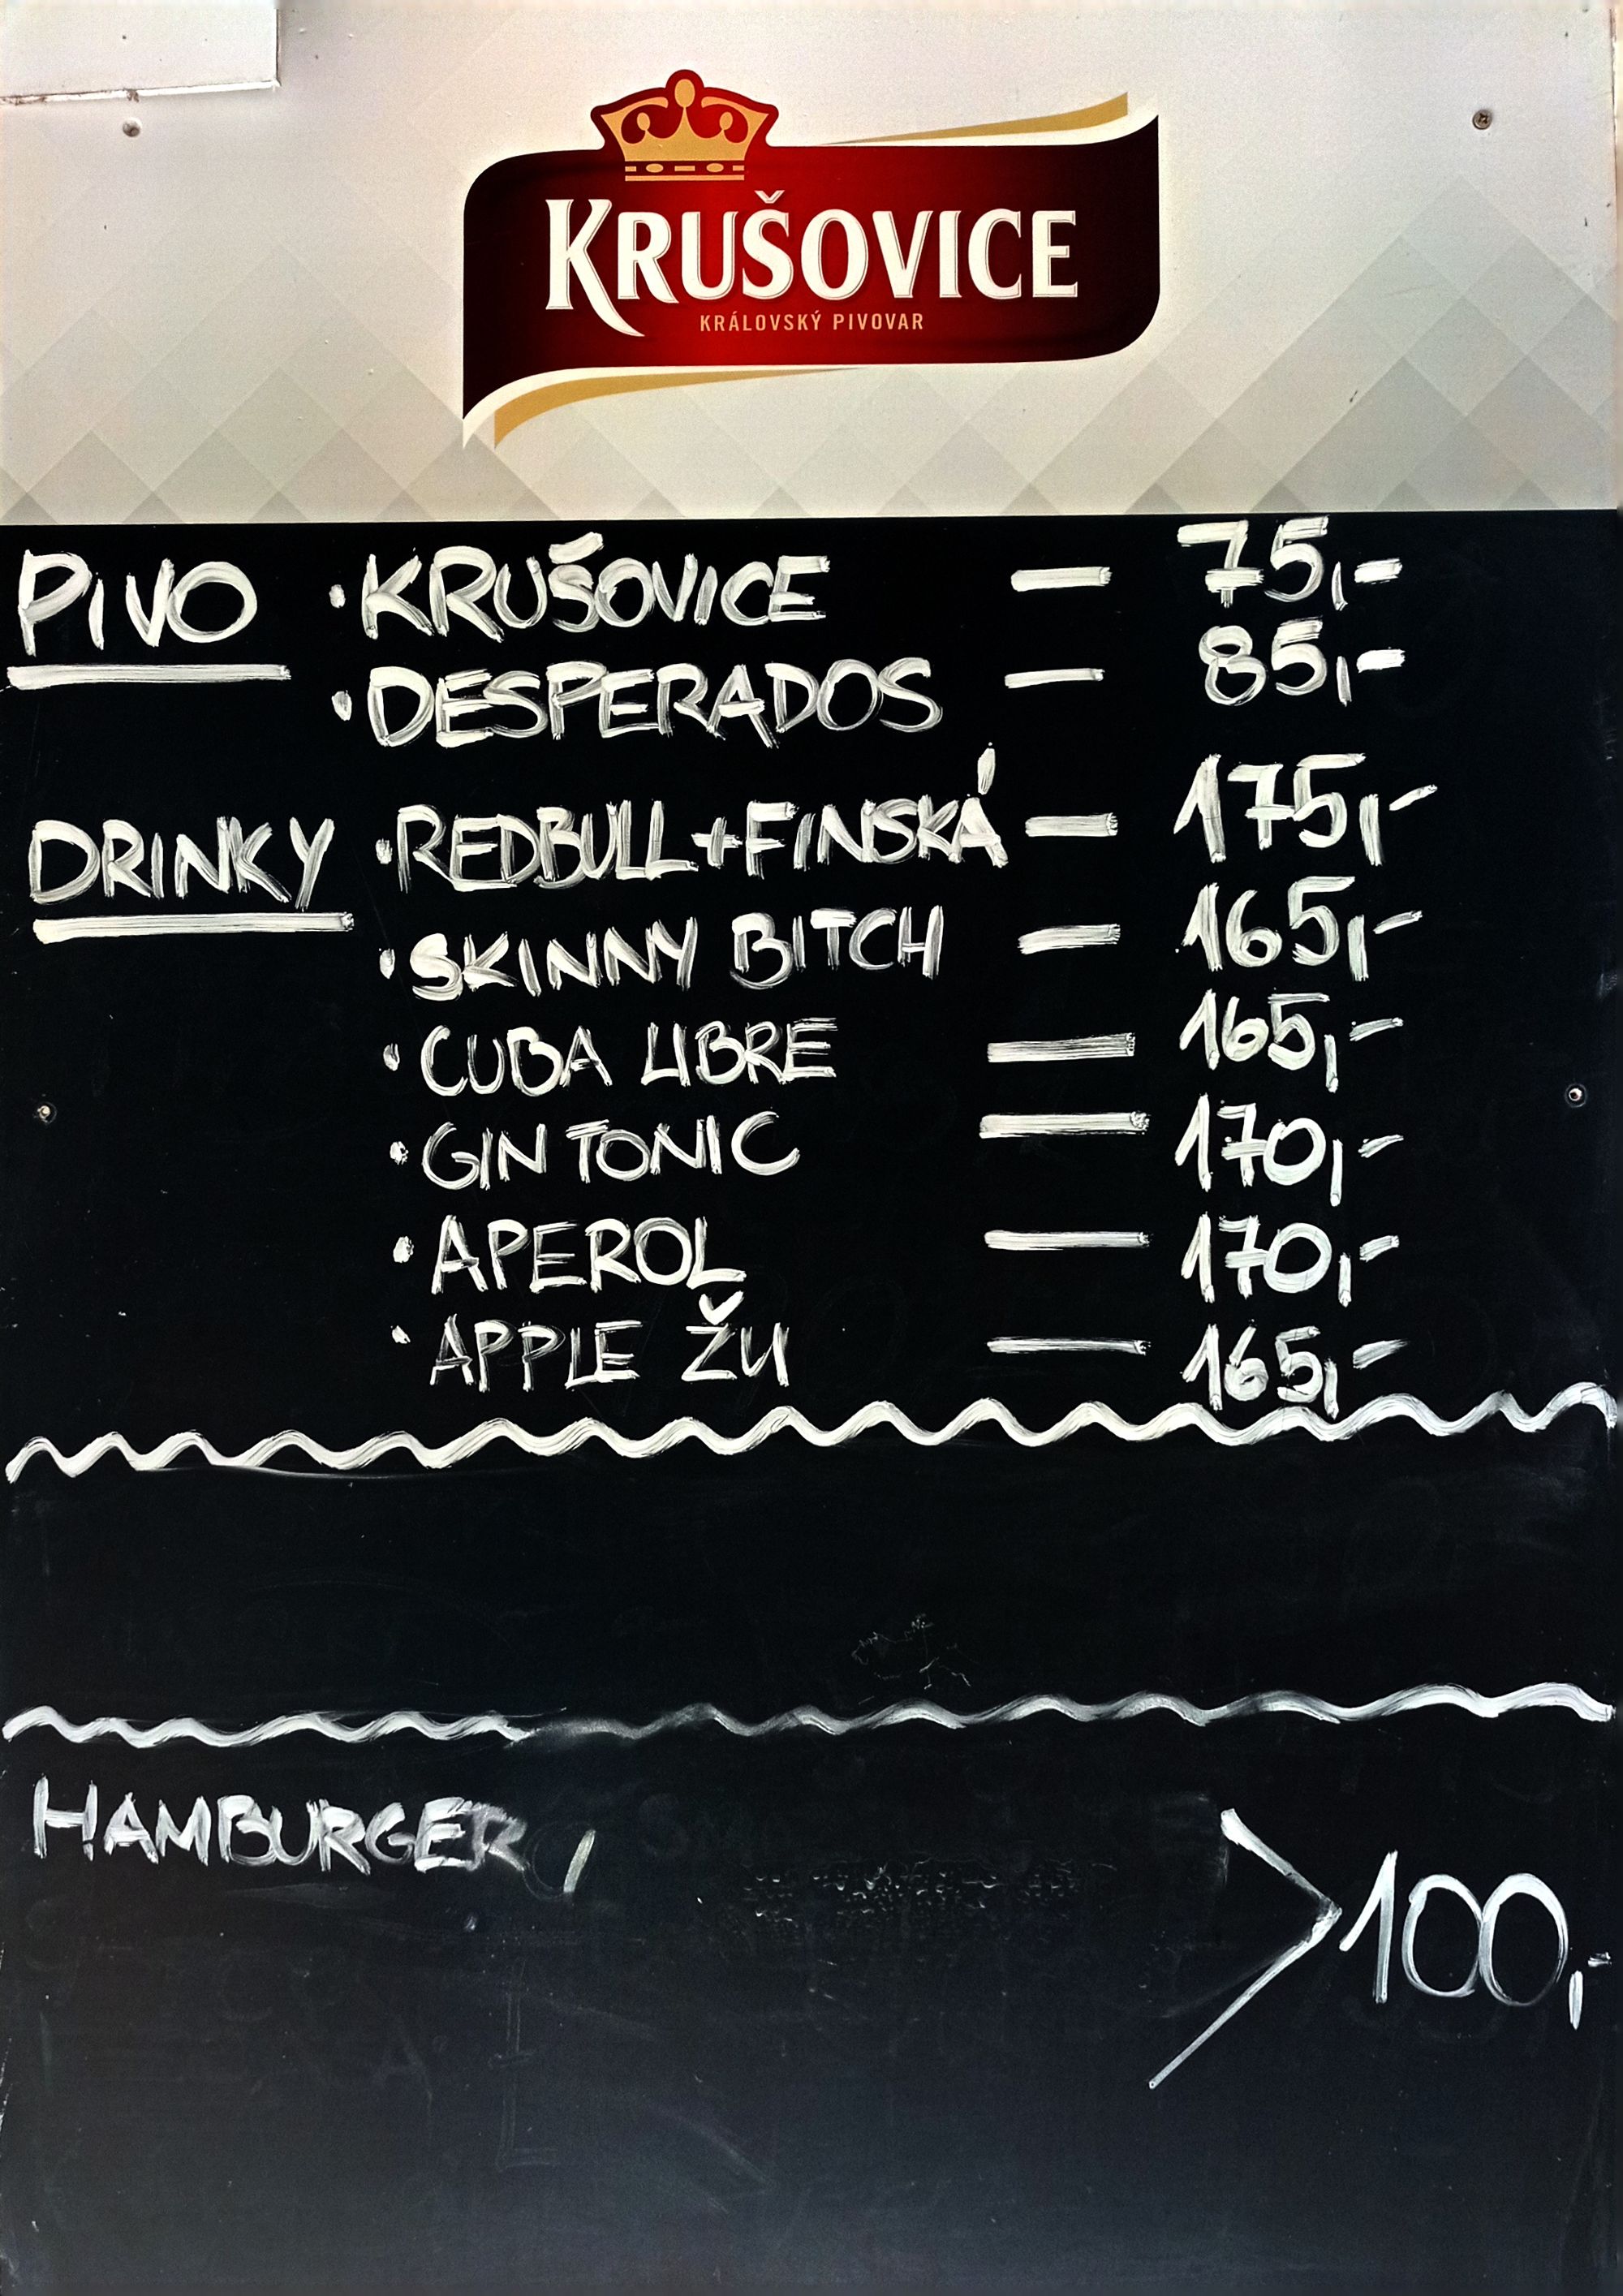 KRUŠOVICE
KRÁLOVSKÝ PIVOVAR
PIVO • KRUŠOVICE — 75,-
• DESPERADOS — 85,-
DRINKY • REDBULL+FINSKÁ — 175,-
• SKINNY BITCH — 165,-
• CUBA LIBRE — 165,-
• GIN TONIC — 170,-
• APEROL — 170,-
• APPLE ŽU — 165,-
HAMBURGER, > 100,-